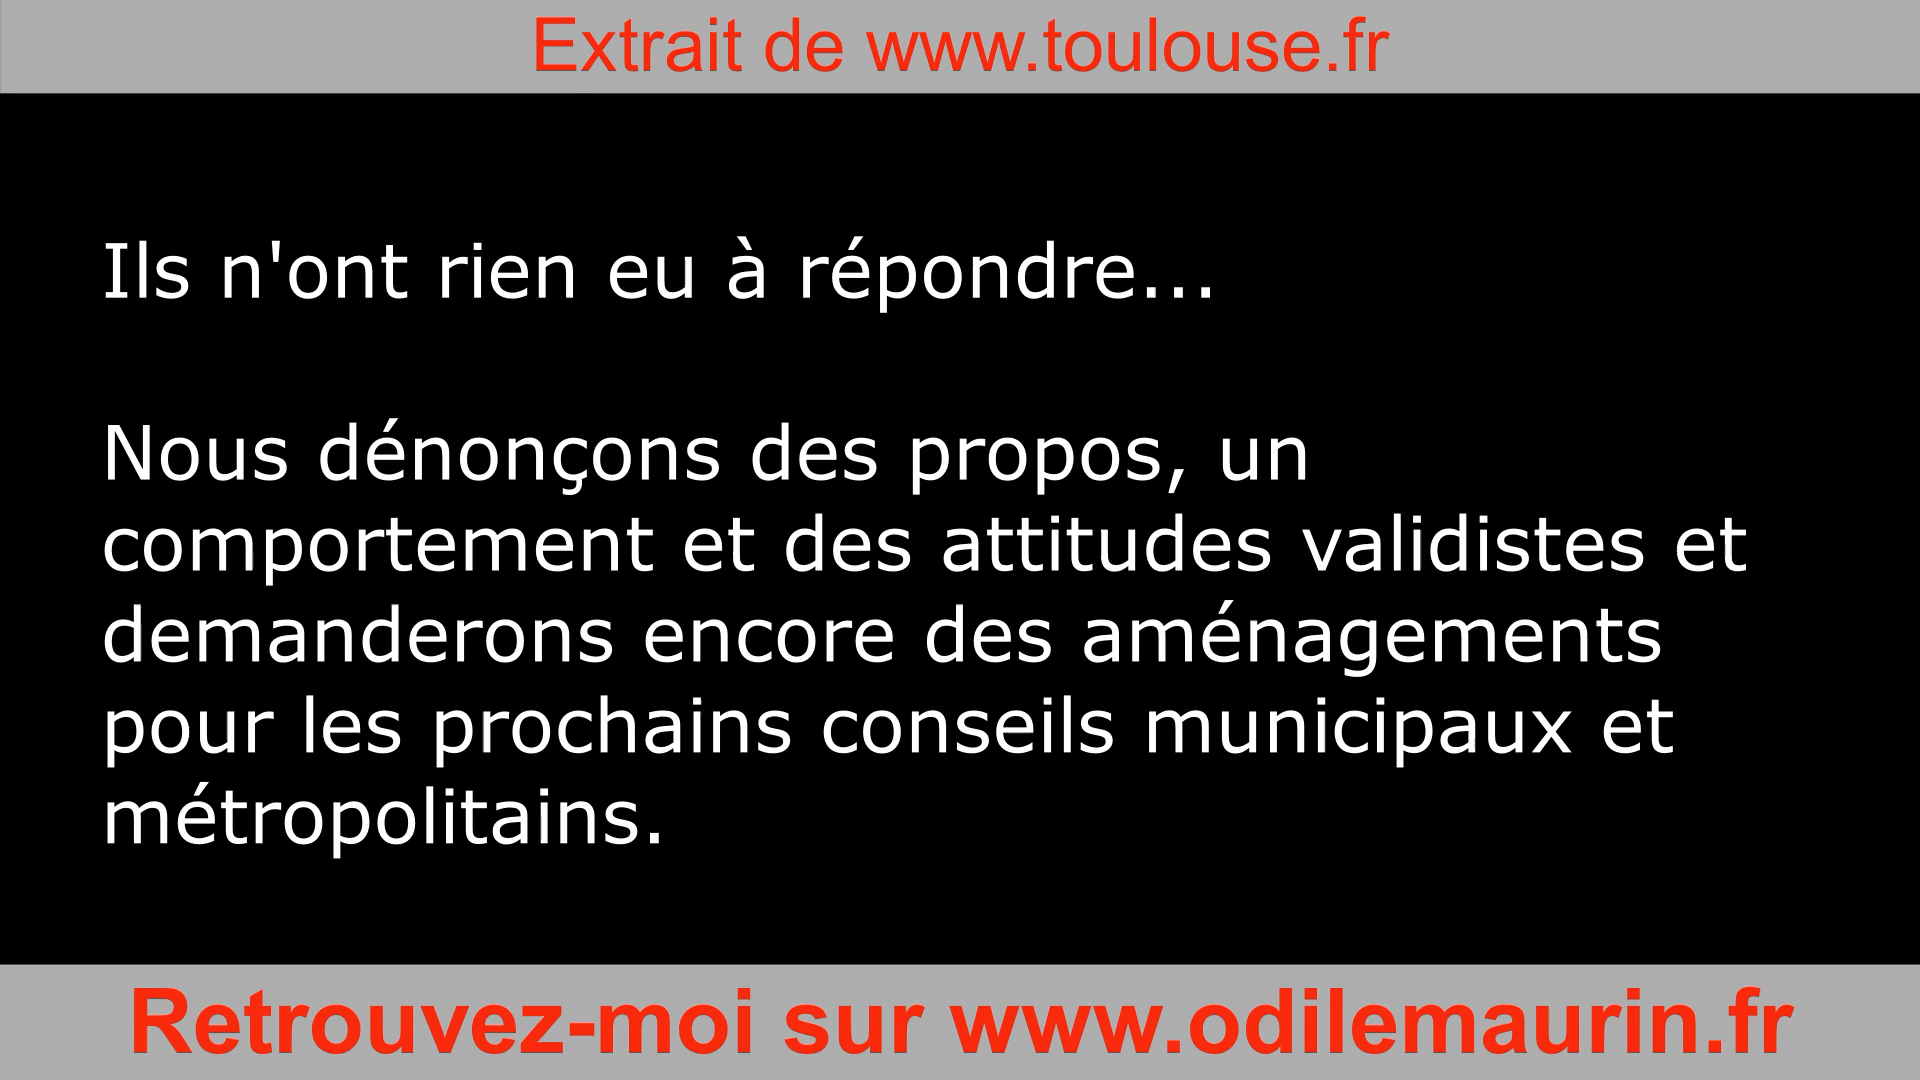 Extrait de www.toulouse.fr
Ils n'ont rien eu à répondre...
Nous dénonçons des propos, un
comportement et des attitudes validistes et
demanderons encore des aménagements
pour les prochains conseils municipaux et
métropolitains.
Retrouvez-moi sur www.odilemaurin.fr